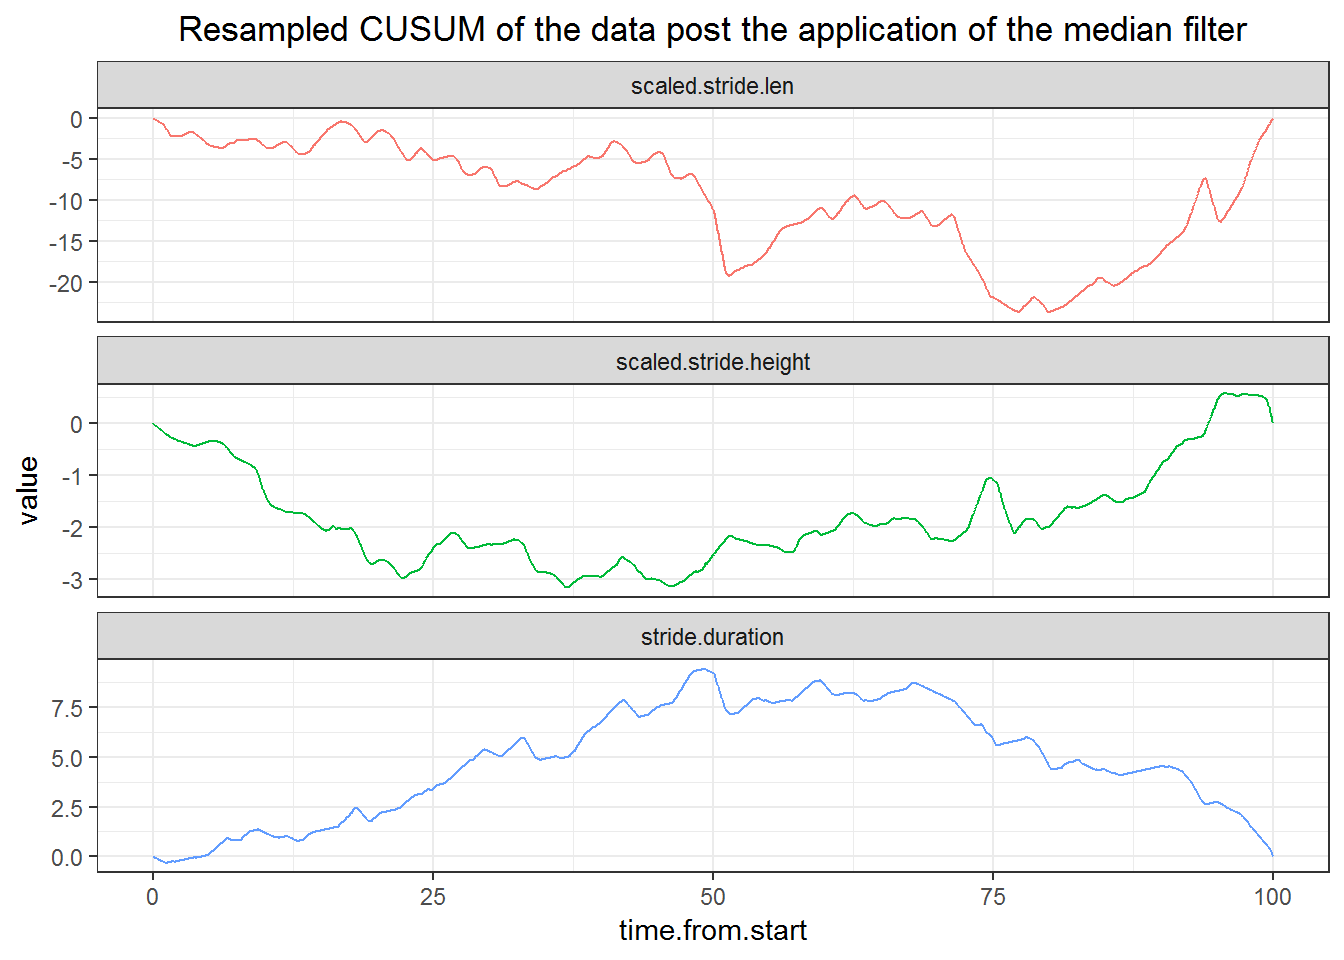 Resampled CUSUM of the data post the application of the median filter
scaled.stride.len
0
-5
-10
-15
-20
scaled.stride.height
0
-1
-2
-3
value
stride.duration
7.5
5.0
2.5
0.0
0 25 50 75 100
time.from.start